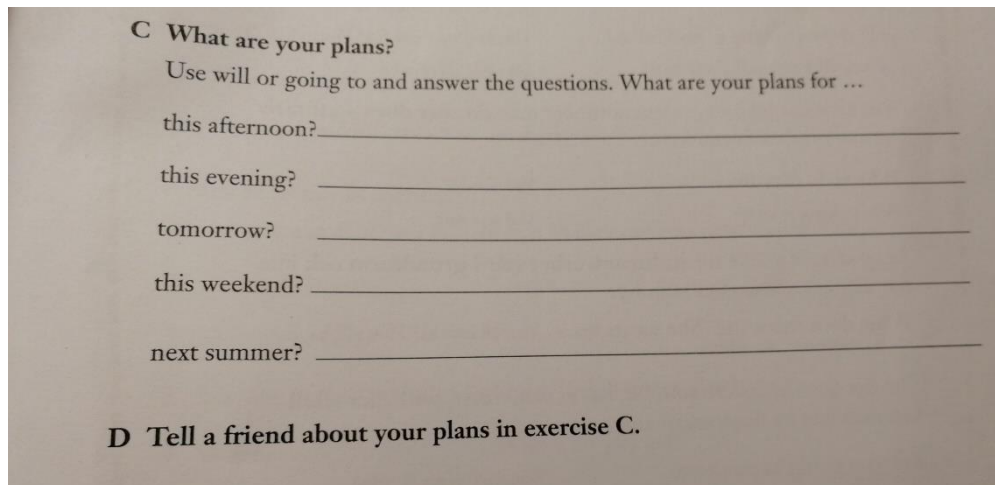 C What are your plans?
Use will or going to and answer the questions. What are your plans for ...
this afternoon?
this evening?
tomorrow?
this weekend?
next summer?
D Tell a friend about your plans in exercise C.